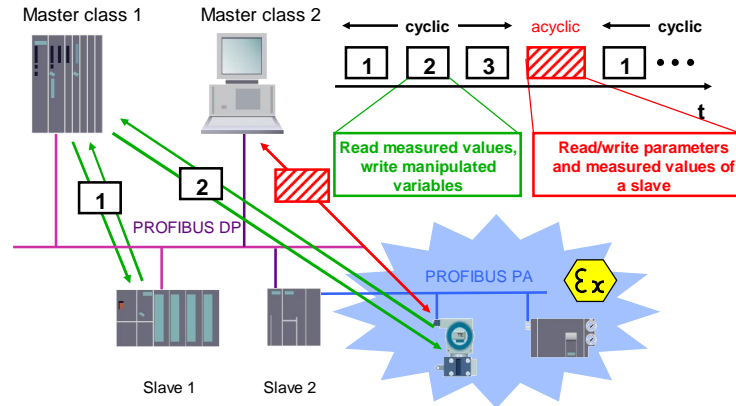 Master class 1
Master class 2
cyclic
acyclic
cyclic
1
2
3
1
t
Read measured values,
write manipulated
variables
Read/write parameters
and measured values of
a slave
1
2
PROFIBUS DP
PROFIBUS PA
Ex
Slave 1
Slave 2